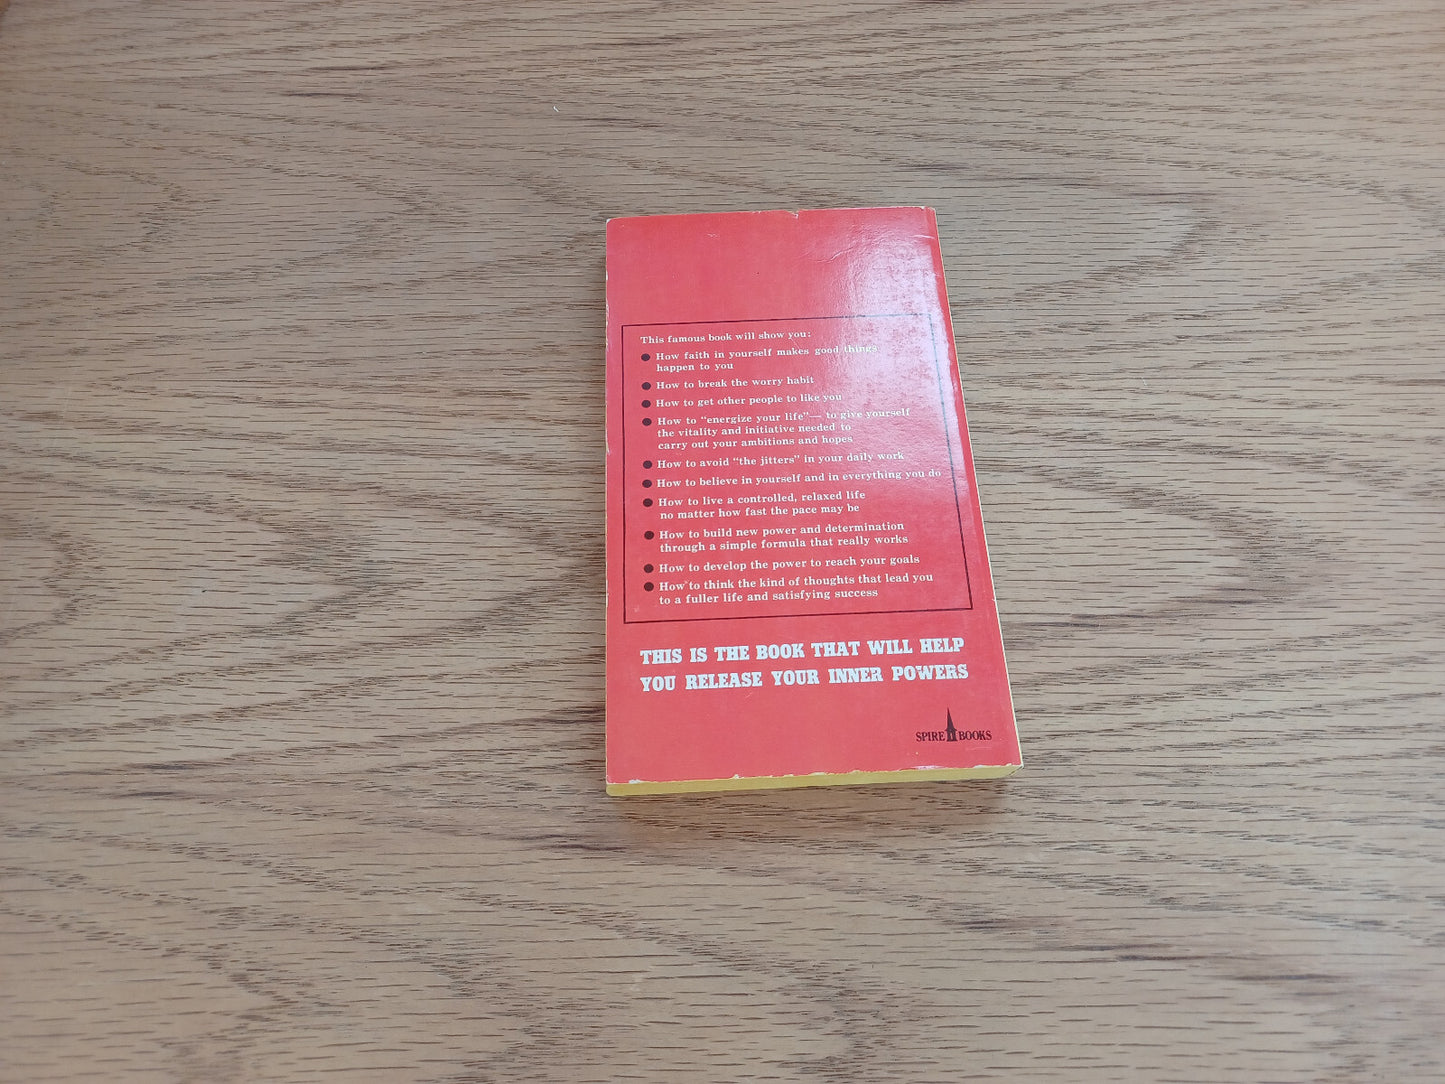 This famous book will show you:
How faith in yourself makes good things
happen to you
How to break the worry habit
How to get other people to like you
How to "energize your life"— to give yourself
the vitality and initiative needed to
carry out your ambitions and hopes
How to avoid "the jitters" in your daily work
How to believe in yourself and in everything you do
How to live a controlled, relaxed life
no matter how fast the pace may be
How to build new power and determination
through a simple formula that really works
How to develop the power to reach your goals
How to think the kind of thoughts that lead you
to a fuller life and satisfying success
THIS IS THE BOOK THAT WILL HELP
YOU RELEASE YOUR INNER POWERS
SPIRE BOOKS